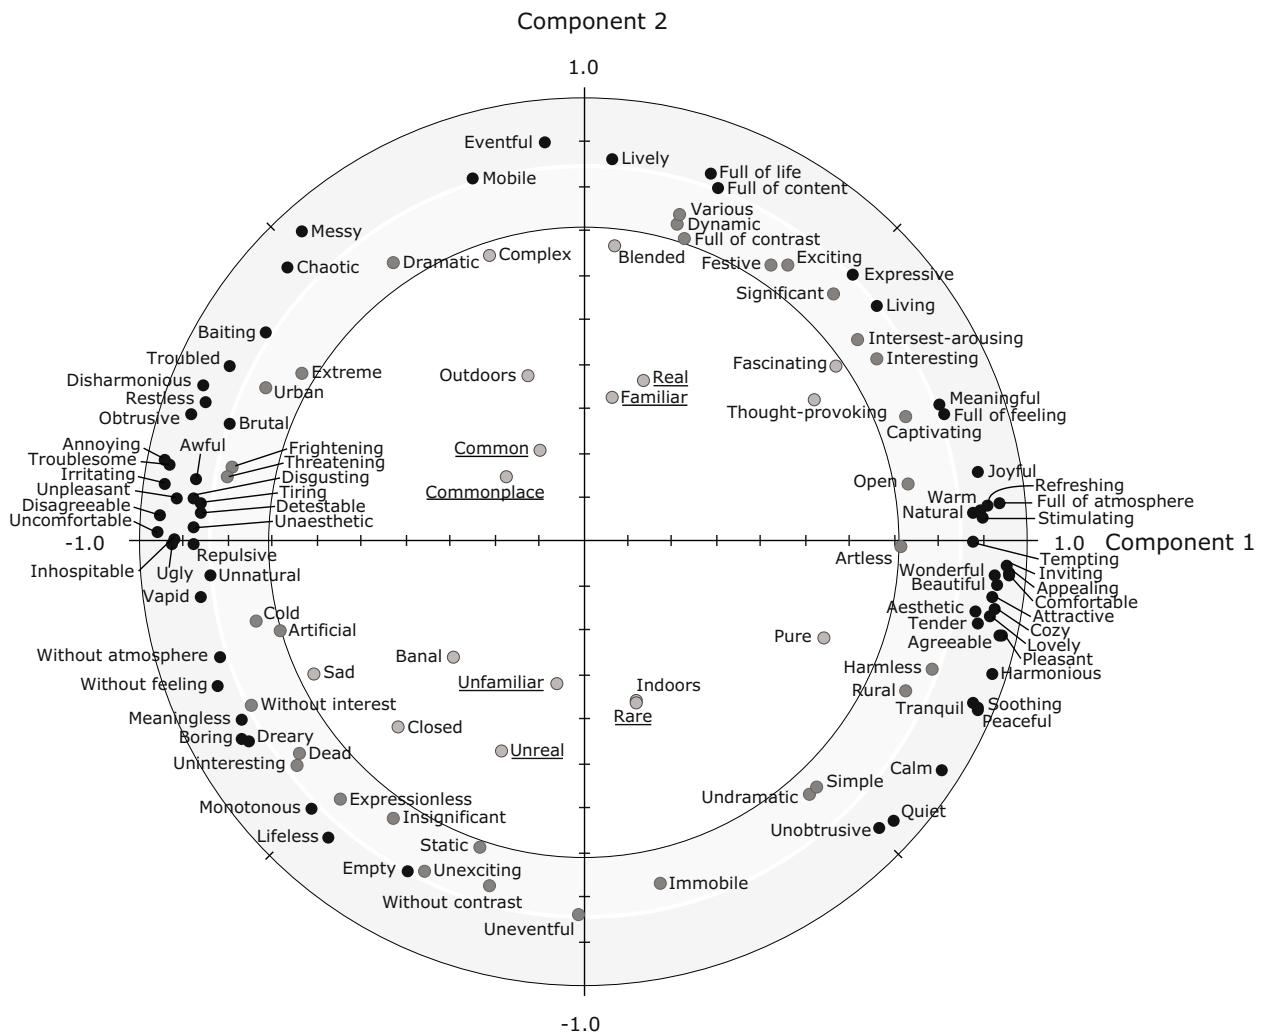 Component 2
1.0
Eventful
Lively
Mobile
Full of life
Full of content
Various
Dynamic
Full of contrast
Messy
Complex
Blended
Chaotic
Dramatic
Festive
Exciting
Expressive
Significant
Living
Baiting
Intersest-arousing
Troubled
Interesting
Fascinating
Extreme
Outdoors
Real
Disharmonious
Urban
Restless
Familiar
Meaningful
Thought-provoking
Full of feeling
Obtrusive
Brutal
Captivating
Annoying
Awful
Frightening
Common
Troublesome
Threatening
Irritating
Disgusting
Joyful
Unpleasant
Tiring
Commonplace
Open
Refreshing
Warm
Full of atmosphere
Disagreeable
Detestable
Natural
Stimulating
Uncomfortable
Unaesthetic
-1.0
1.0
Component 1
Repulsive
Artless
Tempting
Inhospitable
Ugly
Unnatural
Wonderful
Inviting
Beautiful
Appealing
Vapid
Comfortable
Aesthetic
Attractive
Cold
Tender
Cozy
Artificial
Pure
Agreeable
Lovely
Without atmosphere
Banal
Pleasant
Sad
Harmless
Harmonious
Without feeling
Unfamiliar
Indoors
Rural
Without interest
Tranquil
Soothing
Meaningless
Rare
Peaceful
Closed
Boring
Dreary
Dead
Unreal
Uninteresting
Calm
Simple
Expressionless
Undramatic
Monotonous
Insignificant
Quiet
Lifeless
Unobtrusive
Static
Empty
Unexciting
Immobile
Without contrast
Uneventful
-1.0